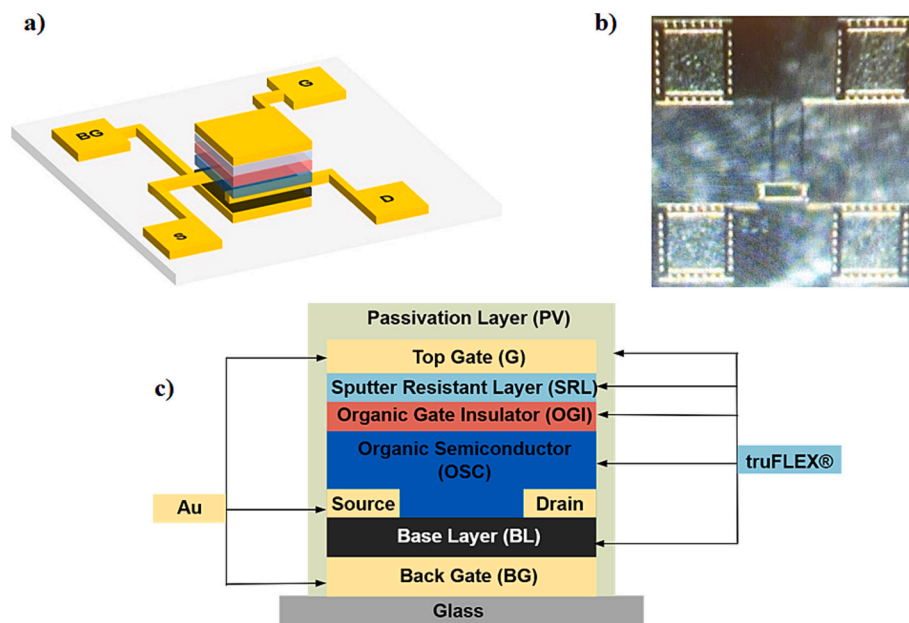 a)
b)
G
BG
D
S
c)
Passivation Layer (PV)
Top Gate (G)
Sputter Resistant Layer (SRL)
Organic Gate Insulator (OGI)
Organic Semiconductor
(OSC)
truFLEX®
Au
Source
Drain
Base Layer (BL)
Back Gate (BG)
Glass